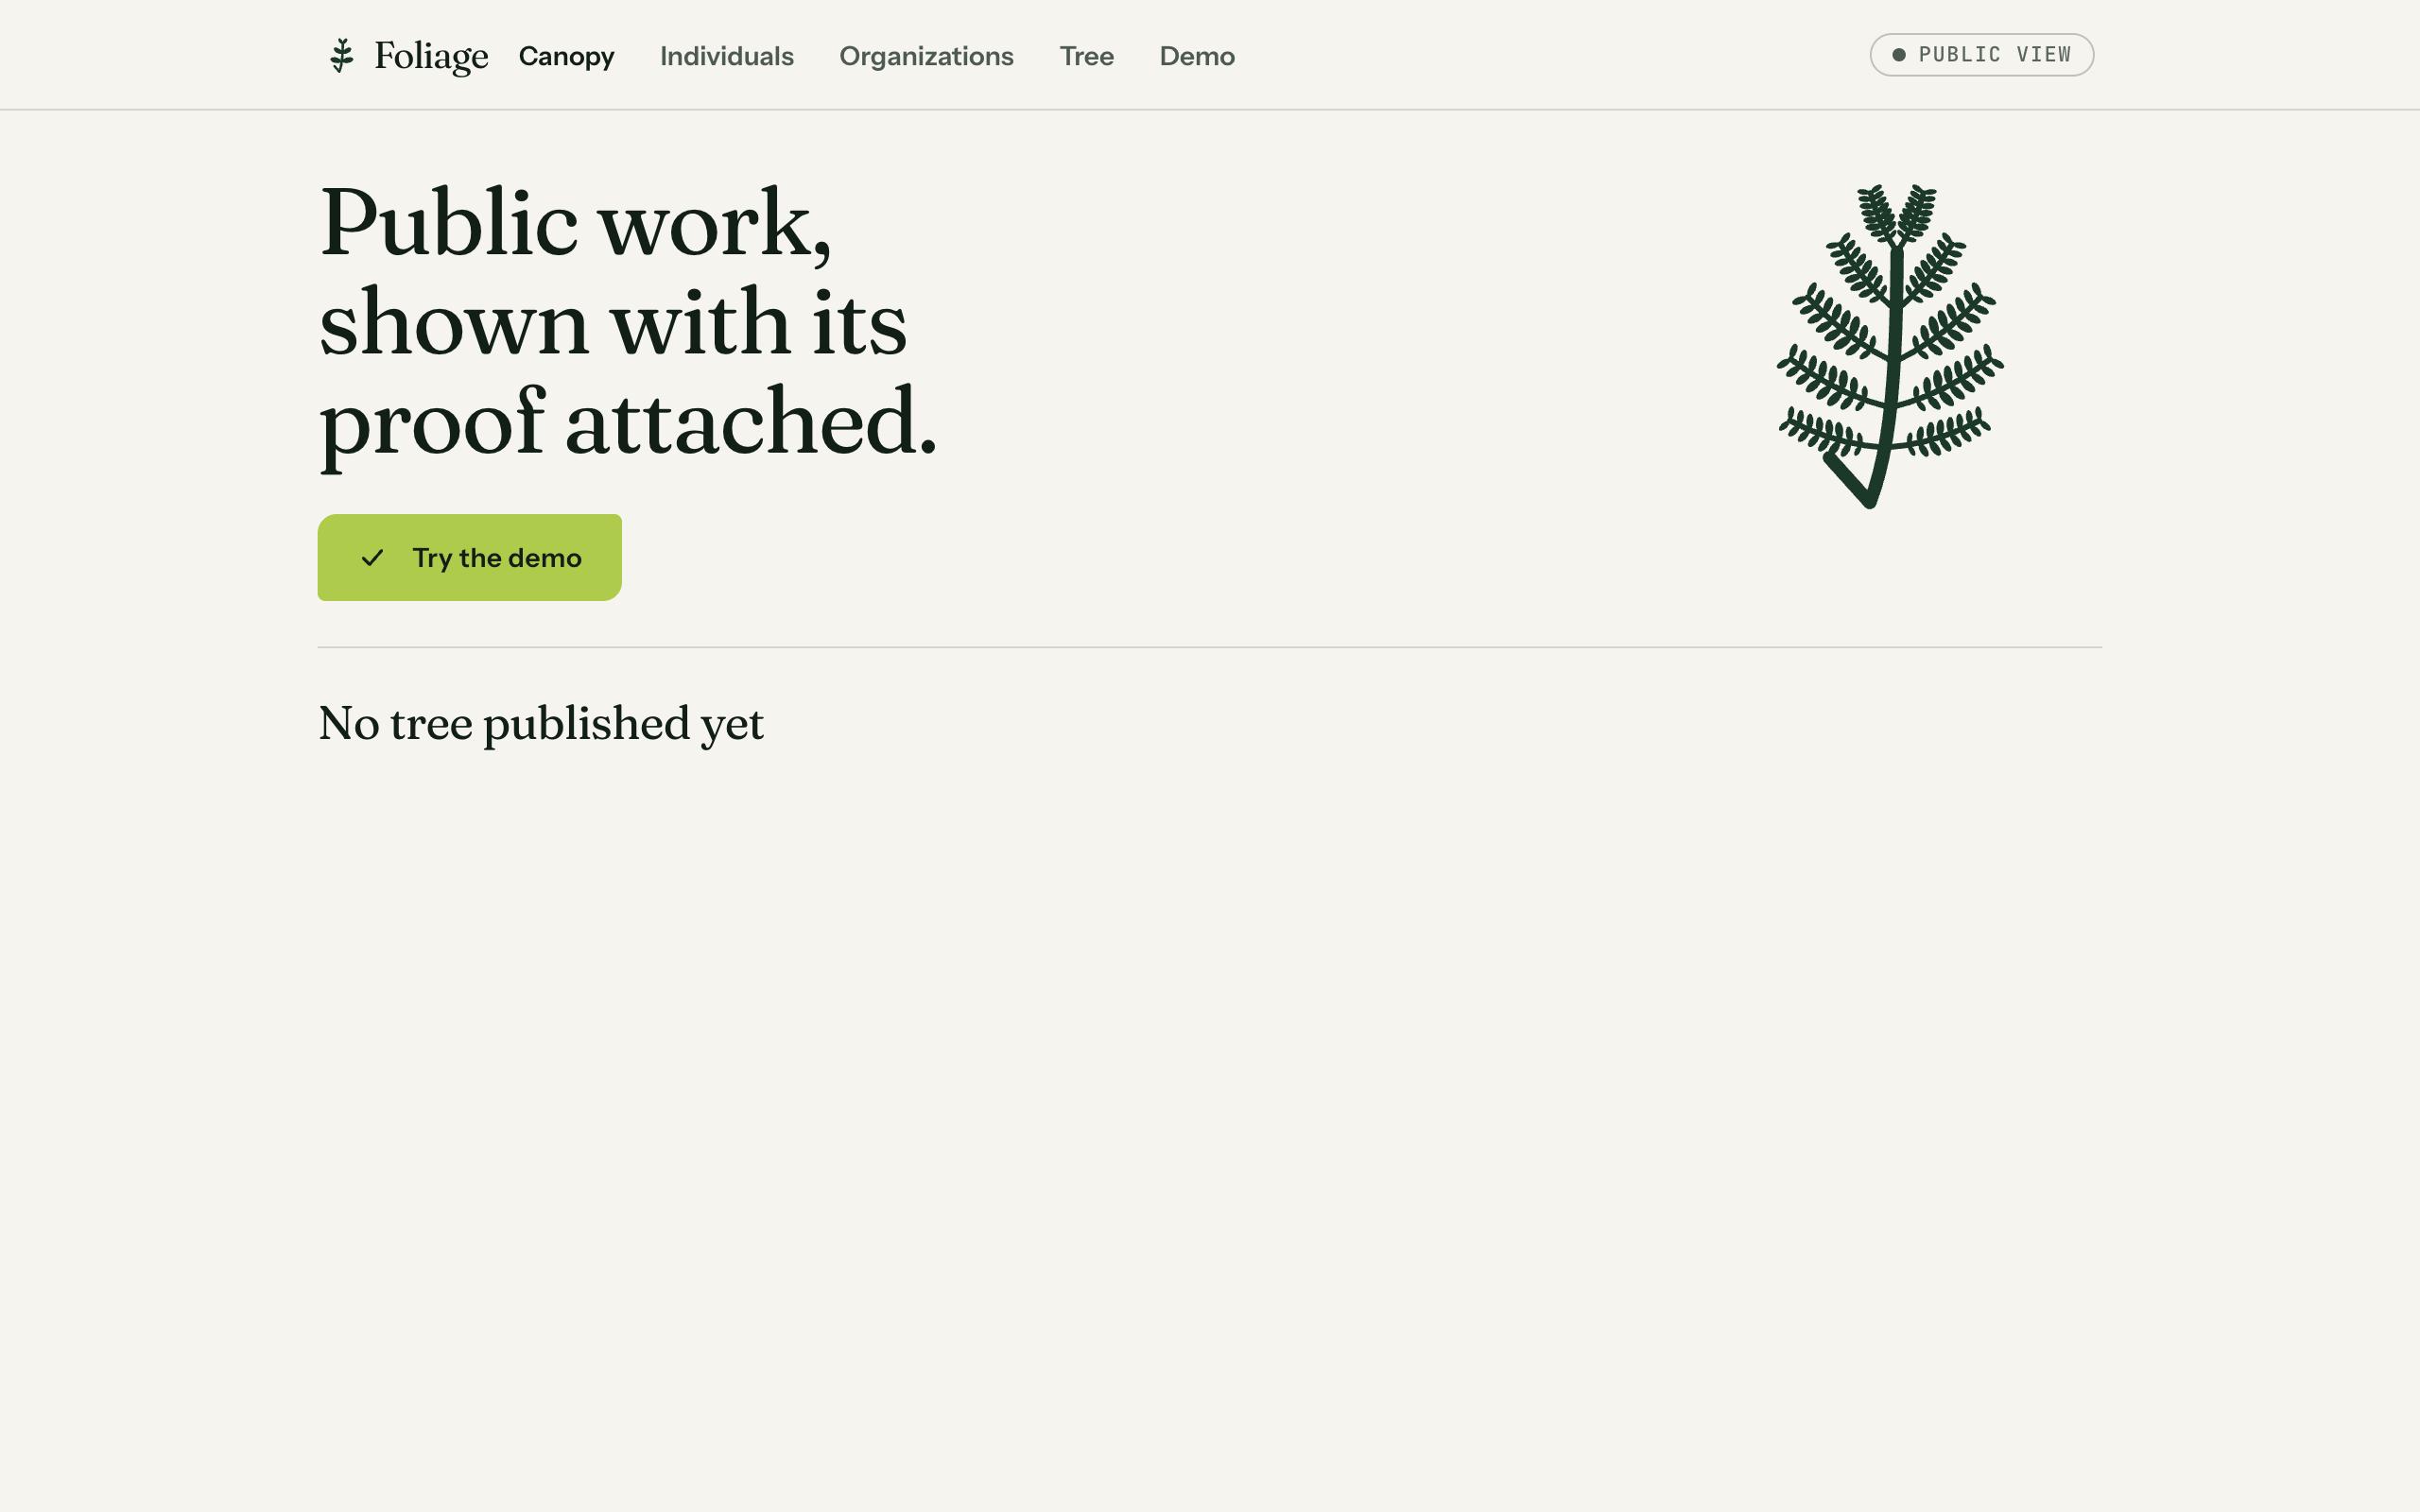 Foliage Canopy Individuals Organizations Tree Demo PUBLIC VIEW
Public work,
shown with its
proof attached.
Try the demo
No tree published yet